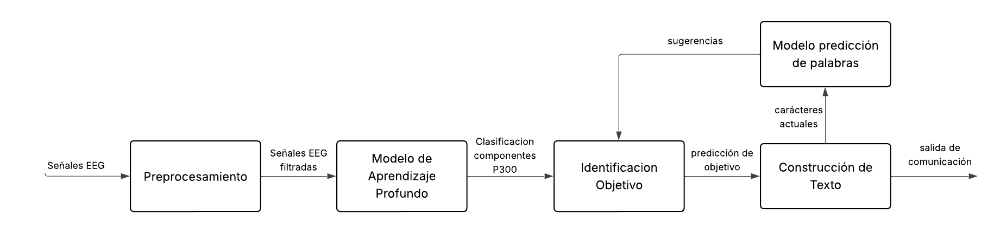 sugerencias
Modelo predicción
de palabras
carácteres
actuales
Señales EEG
Preprocesamiento
Señales EEG
filtradas
Modelo de
Aprendizaje
Profundo
Clasificacion
componentes
P300
Identificacion
Objetivo
predicción de
objetivo
Construcción de
Texto
salida de
comunicación